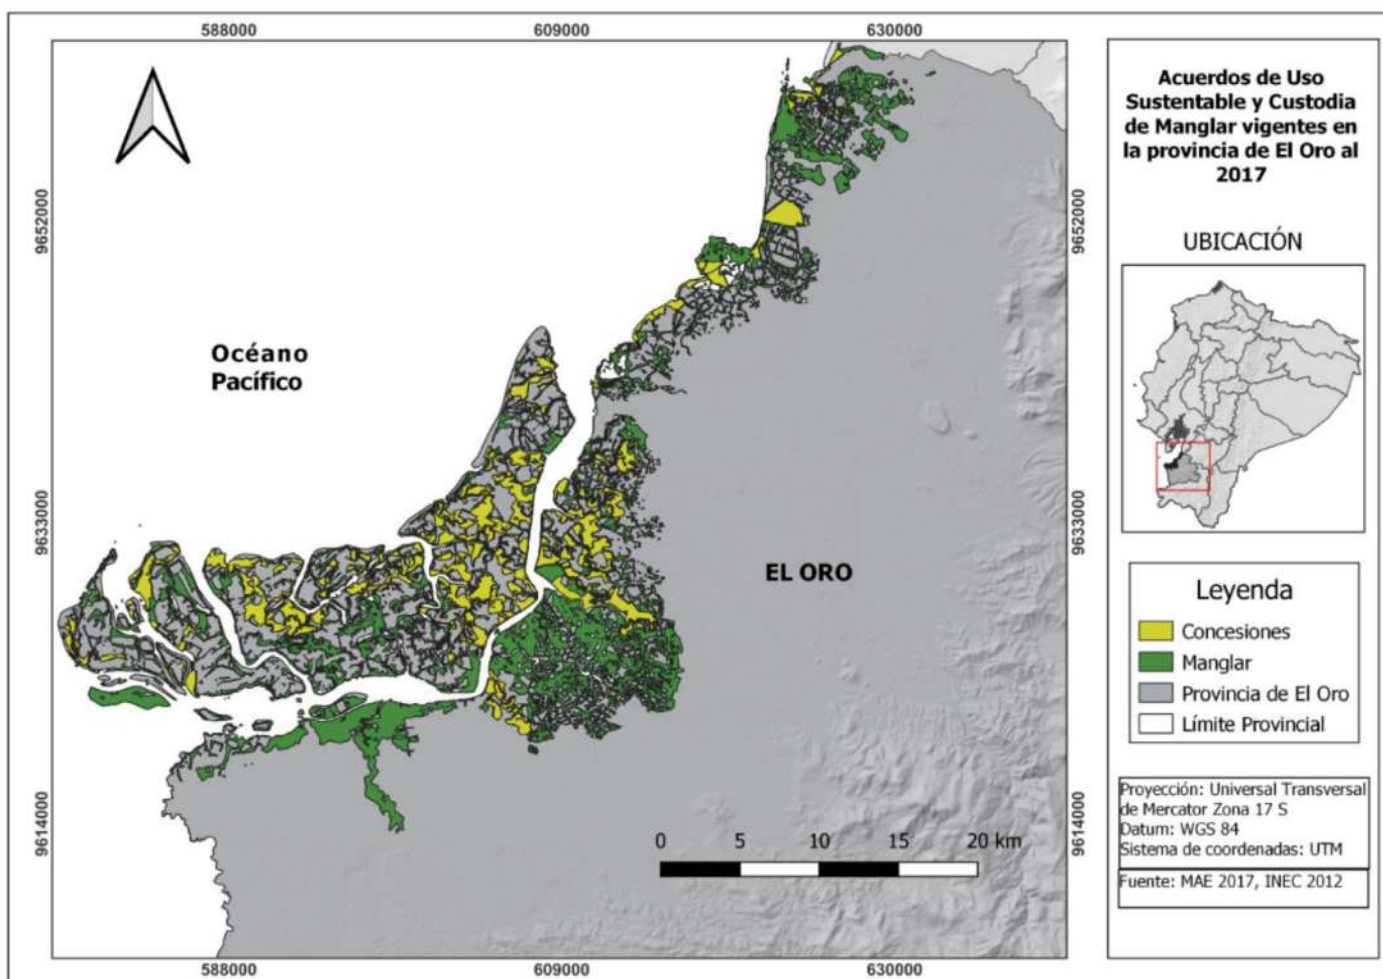 588000
609000
630000
9652000
9633000
9614000
Océano
Pacífico
EL ORO
0 5 10 15 20 km
9652000
9633000
9614000
588000
609000
630000
Acuerdos de Uso
Sustentable y Custodia
de Manglar vigentes en
la provincia de El Oro al
2017
UBICACIÓN
Leyenda
Concesiones
Manglar
Provincia de El Oro
Límite Provincial
Proyección: Universal Transversal
de Mercator Zona 17 S
Datum: WGS 84
Sistema de coordenadas: UTM
Fuente: MAE 2017, INEC 2012